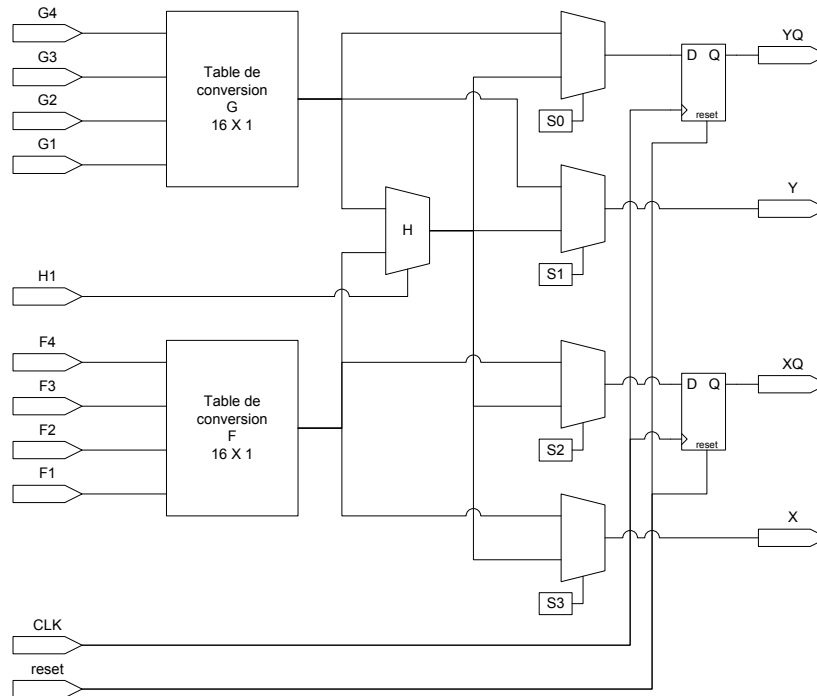 G4
G3
G2
G1
Table de
conversion
G
16 X 1
S0
D Q
reset
YQ
H
S1
Y
H1
F4
F3
F2
F1
Table de
conversion
F
16 X 1
S2
D Q
reset
XQ
S3
X
CLK
reset